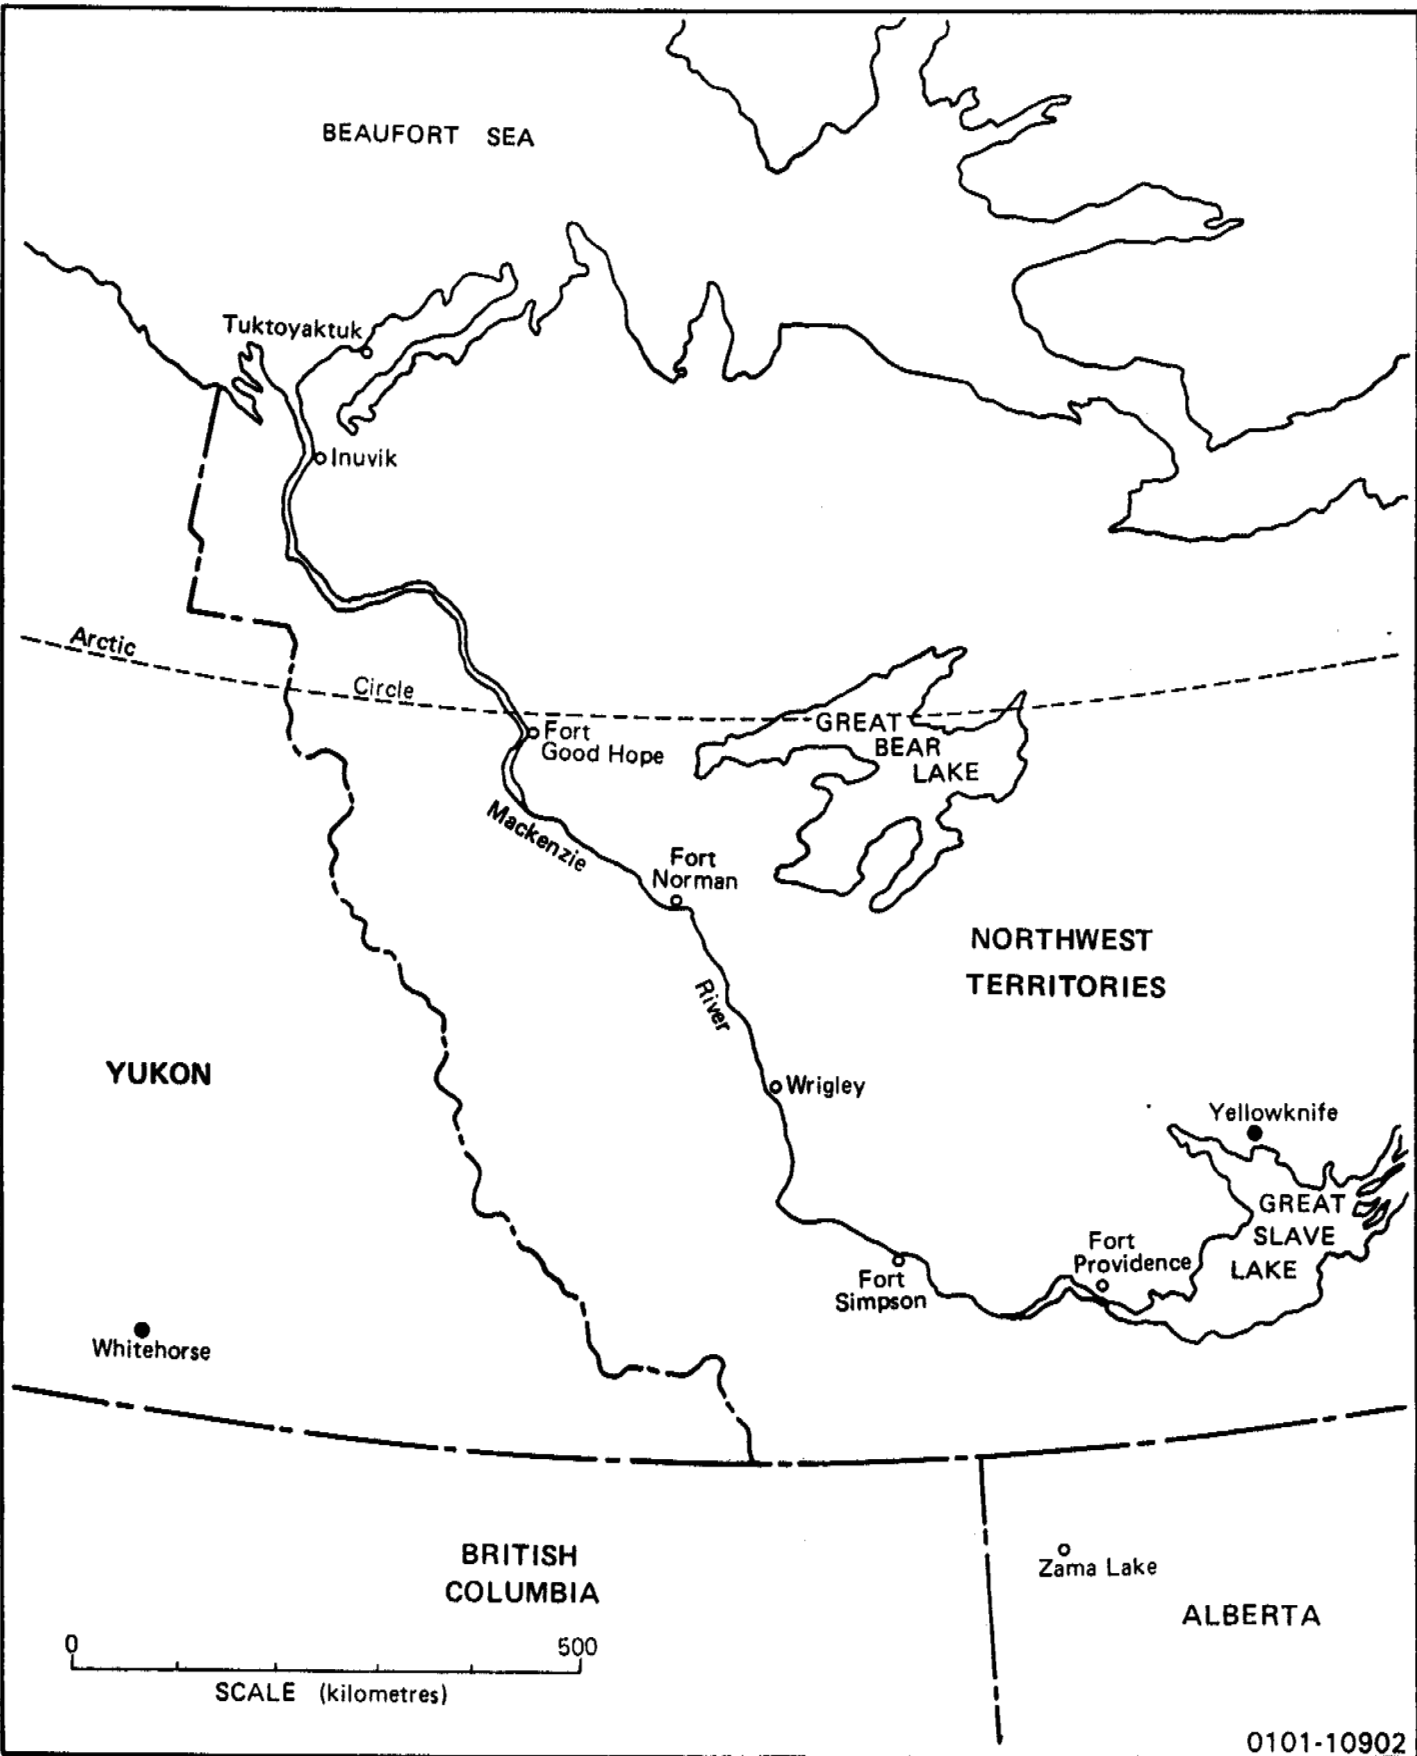 BEAUFORT SEA
Tuktoyaktuk
Inuvik
Arctic
Circle
Fort
Good Hope
GREAT
BEAR
LAKE
Mackenzie
Fort
Norman
NORTHWEST
TERRITORIES
River
YUKON
Wrigley
Yellowknife
GREAT
SLAVE
LAKE
Fort
Providence
Fort
Simpson
Whitehorse
BRITISH
COLUMBIA
Zama Lake
ALBERTA
0 500
SCALE (kilometres)
0101-10902